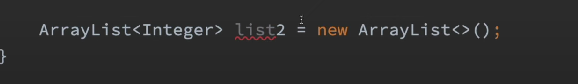 ArrayList<Integer> list2 = new ArrayList<>();
}